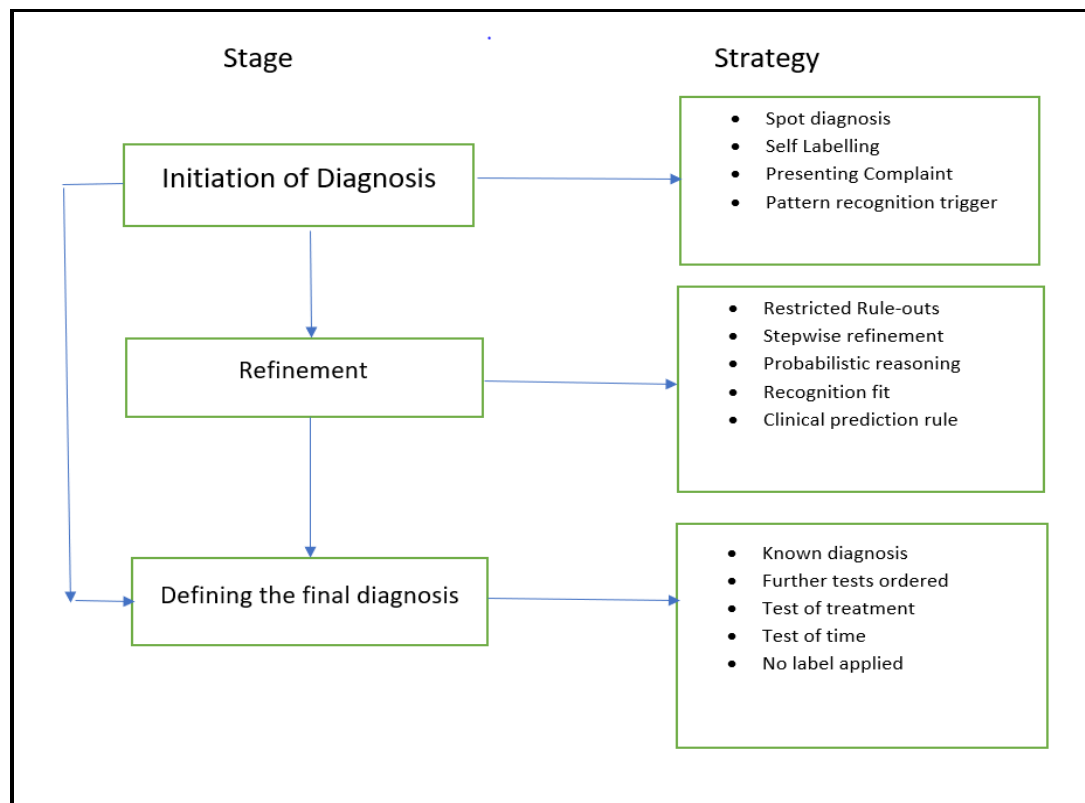 Stage
Strategy
Initiation of Diagnosis
• Spot diagnosis
• Self Labelling
• Presenting Complaint
• Pattern recognition trigger
Refinement
• Restricted Rule-outs
• Stepwise refinement
• Probabilistic reasoning
• Recognition fit
• Clinical prediction rule
Defining the final diagnosis
• Known diagnosis
• Further tests ordered
• Test of treatment
• Test of time
• No label applied